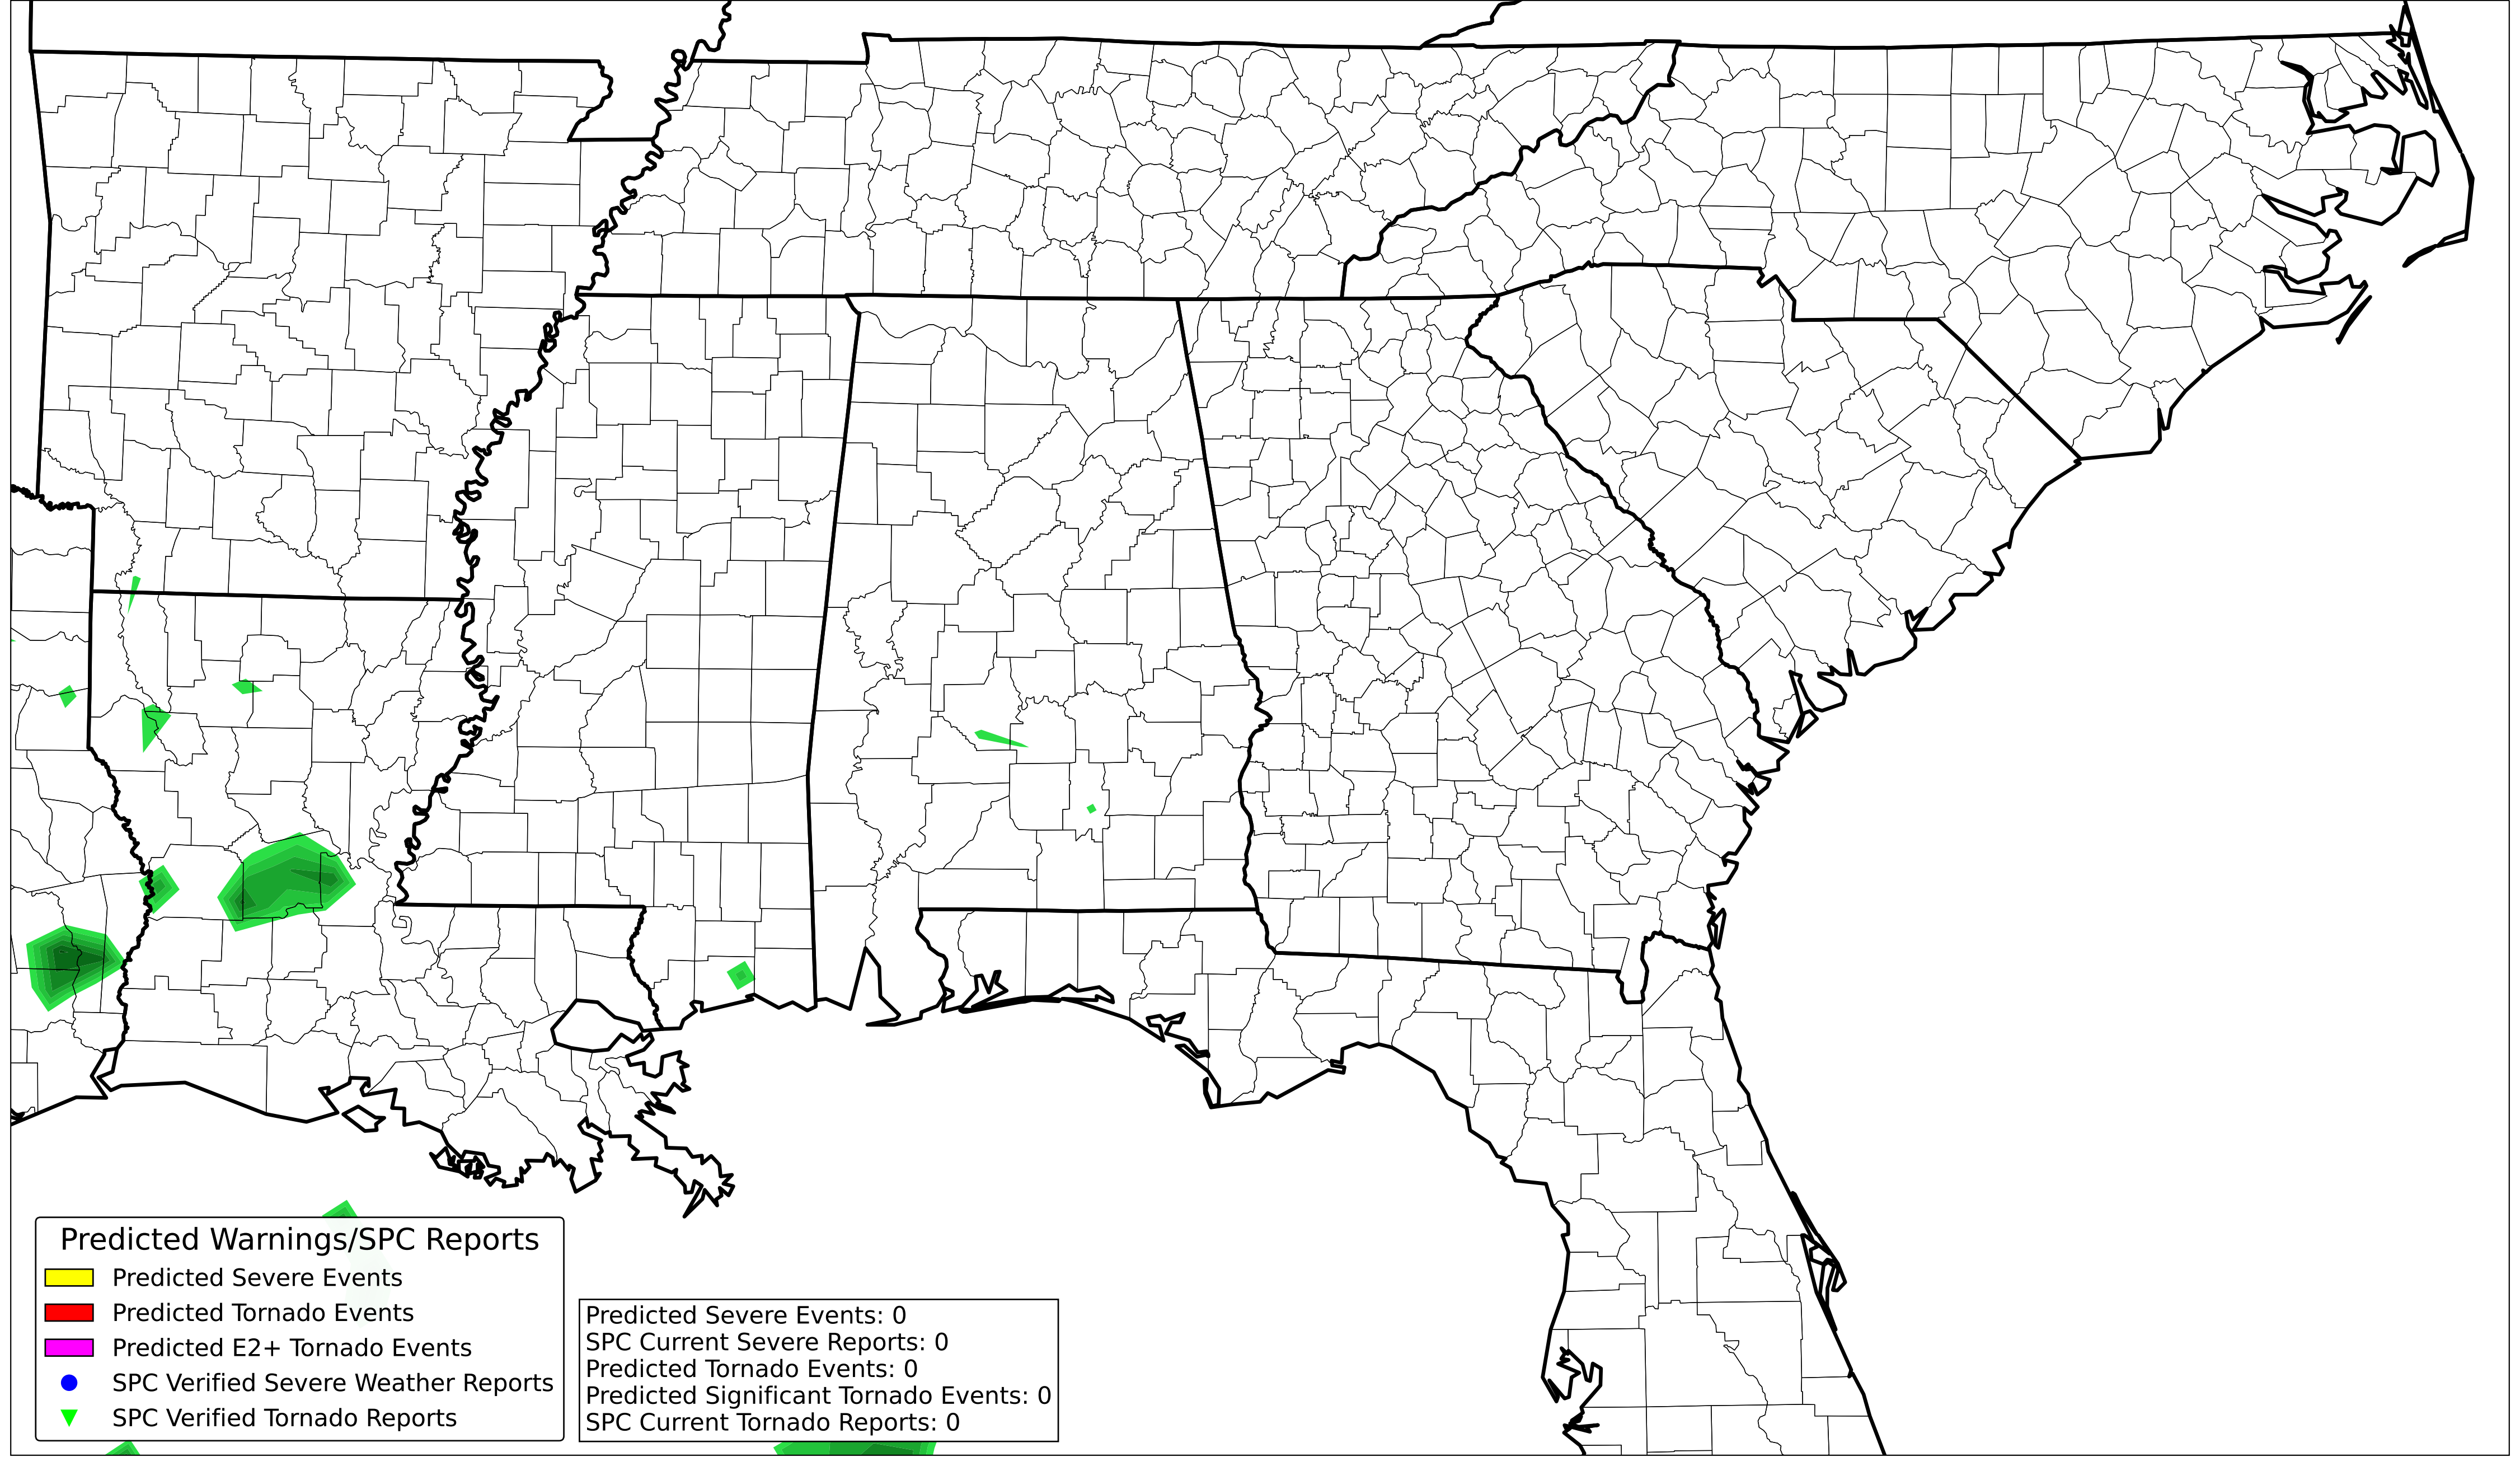 Predicted Warnings/SPC Reports
Predicted Severe Events
Predicted Tornado Events
Predicted E2+ Tornado Events
SPC Verified Severe Weather Reports
SPC Verified Tornado Reports
Predicted Severe Events: 0
SPC Current Severe Reports: 0
Predicted Tornado Events: 0
Predicted Significant Tornado Events: 0
SPC Current Tornado Reports: 0